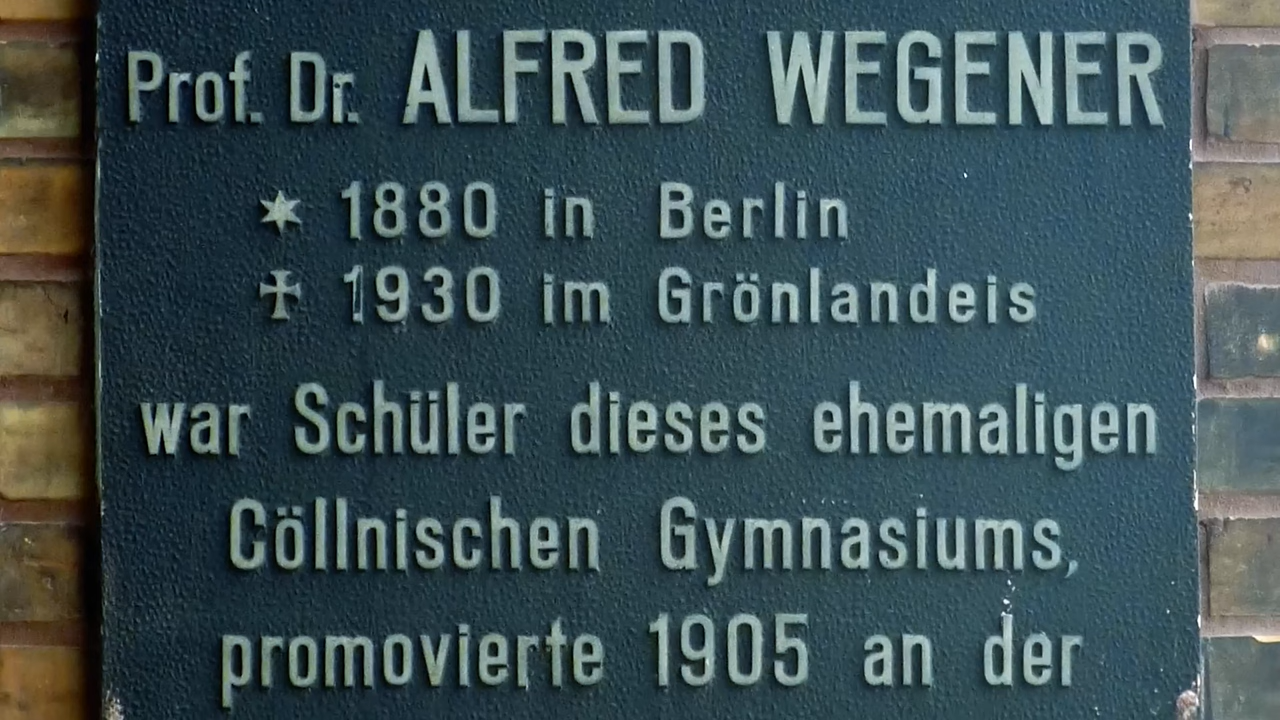 Prof. Dr. ALFRED WEGENER
✶ 1880 in Berlin
✠ 1930 im Grönlandeis
war Schüler dieses ehemaligen
Cöllnischen Gymnasiums,
promovierte 1905 an der